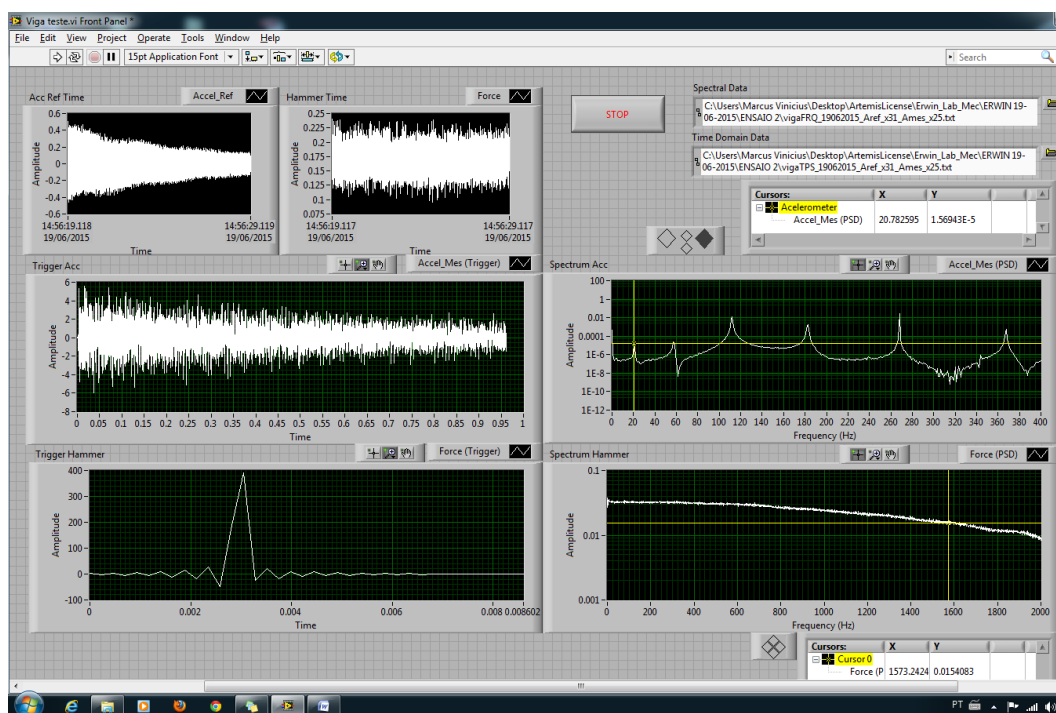 Viga teste.vi Front Panel *
File Edit View Project Operate Tools Window Help
15pt Application Font
Search
Acc Ref Time
Accel_Ref
Amplitude
0.6
0.4
0.2
0
-0.2
-0.4
-0.6
14:56:19.118 14:56:29.119
19/06/2015 19/06/2015
Time
Hammer Time
Force
Amplitude
0.25
0.225
0.2
0.175
0.15
0.125
0.1
0.075
14:56:19.117 14:56:29.117
19/06/2015 19/06/2015
Time
STOP
Spectral Data
C:\Users\Marcus Vinicius\Desktop\ArtemisLicense\Erwin_Lab_Mec\ERWIN 19-
06-2015\ENSAIO 2\vigaFRQ_19062015_Aref_x31_Ames_x25.txt
Time Domain Data
C:\Users\Marcus Vinicius\Desktop\ArtemisLicense\Erwin_Lab_Mec\ERWIN 19-
06-2015\ENSAIO 2\vigaTPS_19062015_Aref_x31_Ames_x25.txt
Cursors: X Y
Acelerometer
Accel_Mes (PSD) 20.782595 1.56943E-5
Trigger Acc
Accel_Mes (Trigger)
Amplitude
6
4
2
0
-2
-4
-6
-8
0 0.05 0.1 0.15 0.2 0.25 0.3 0.35 0.4 0.45 0.5 0.55 0.6 0.65 0.7 0.75 0.8 0.85 0.9 0.95 1
Time
Spectrum Acc
Accel_Mes (PSD)
Amplitude
100
1
0.01
0.0001
1E-6
1E-8
1E-10
1E-12
0 20 40 60 80 100 120 140 160 180 200 220 240 260 280 300 320 340 360 380 400
Frequency (Hz)
Trigger Hammer
Force (Trigger)
Amplitude
400
300
200
100
0
-100
0 0.002 0.004 0.006 0.008 0.008602
Time
Spectrum Hammer
Force (PSD)
Amplitude
0.1
0.01
0.001
0 200 400 600 800 1000 1200 1400 1600 1800 2000
Frequency (Hz)
Cursors: X Y
Cursor 0
Force (P 1573.2424 0.0154083
PT